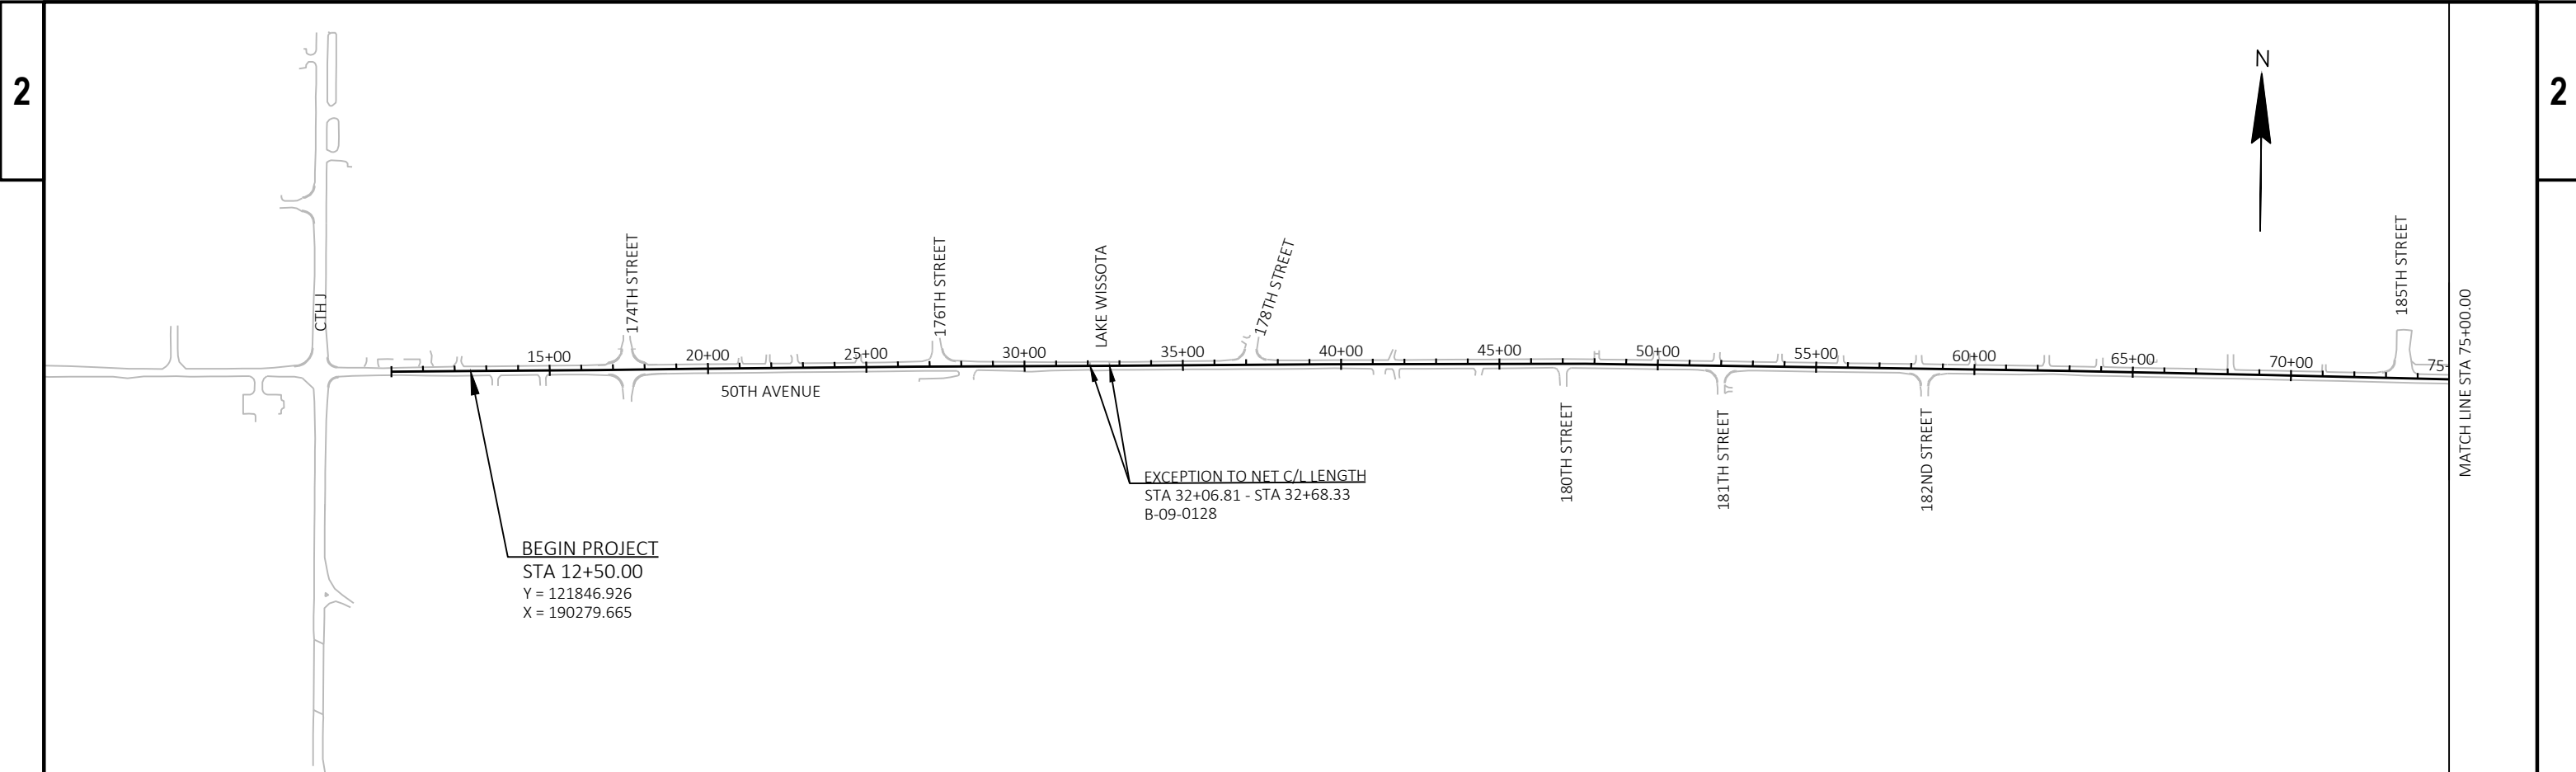 2
2
N
CTH J
174TH STREET
176TH STREET
LAKE WISSOTA
178TH STREET
185TH STREET
15+00
20+00
25+00
30+00
35+00
40+00
45+00
50+00
55+00
60+00
65+00
70+00
75
50TH AVENUE
MATCH LINE STA 75+00.00
180TH STREET
181TH STREET
182ND STREET
EXCEPTION TO NET C/L LENGTH
STA 32+06.81 - STA 32+68.33
B-09-0128
BEGIN PROJECT
STA 12+50.00
Y = 121846.926
X = 190279.665